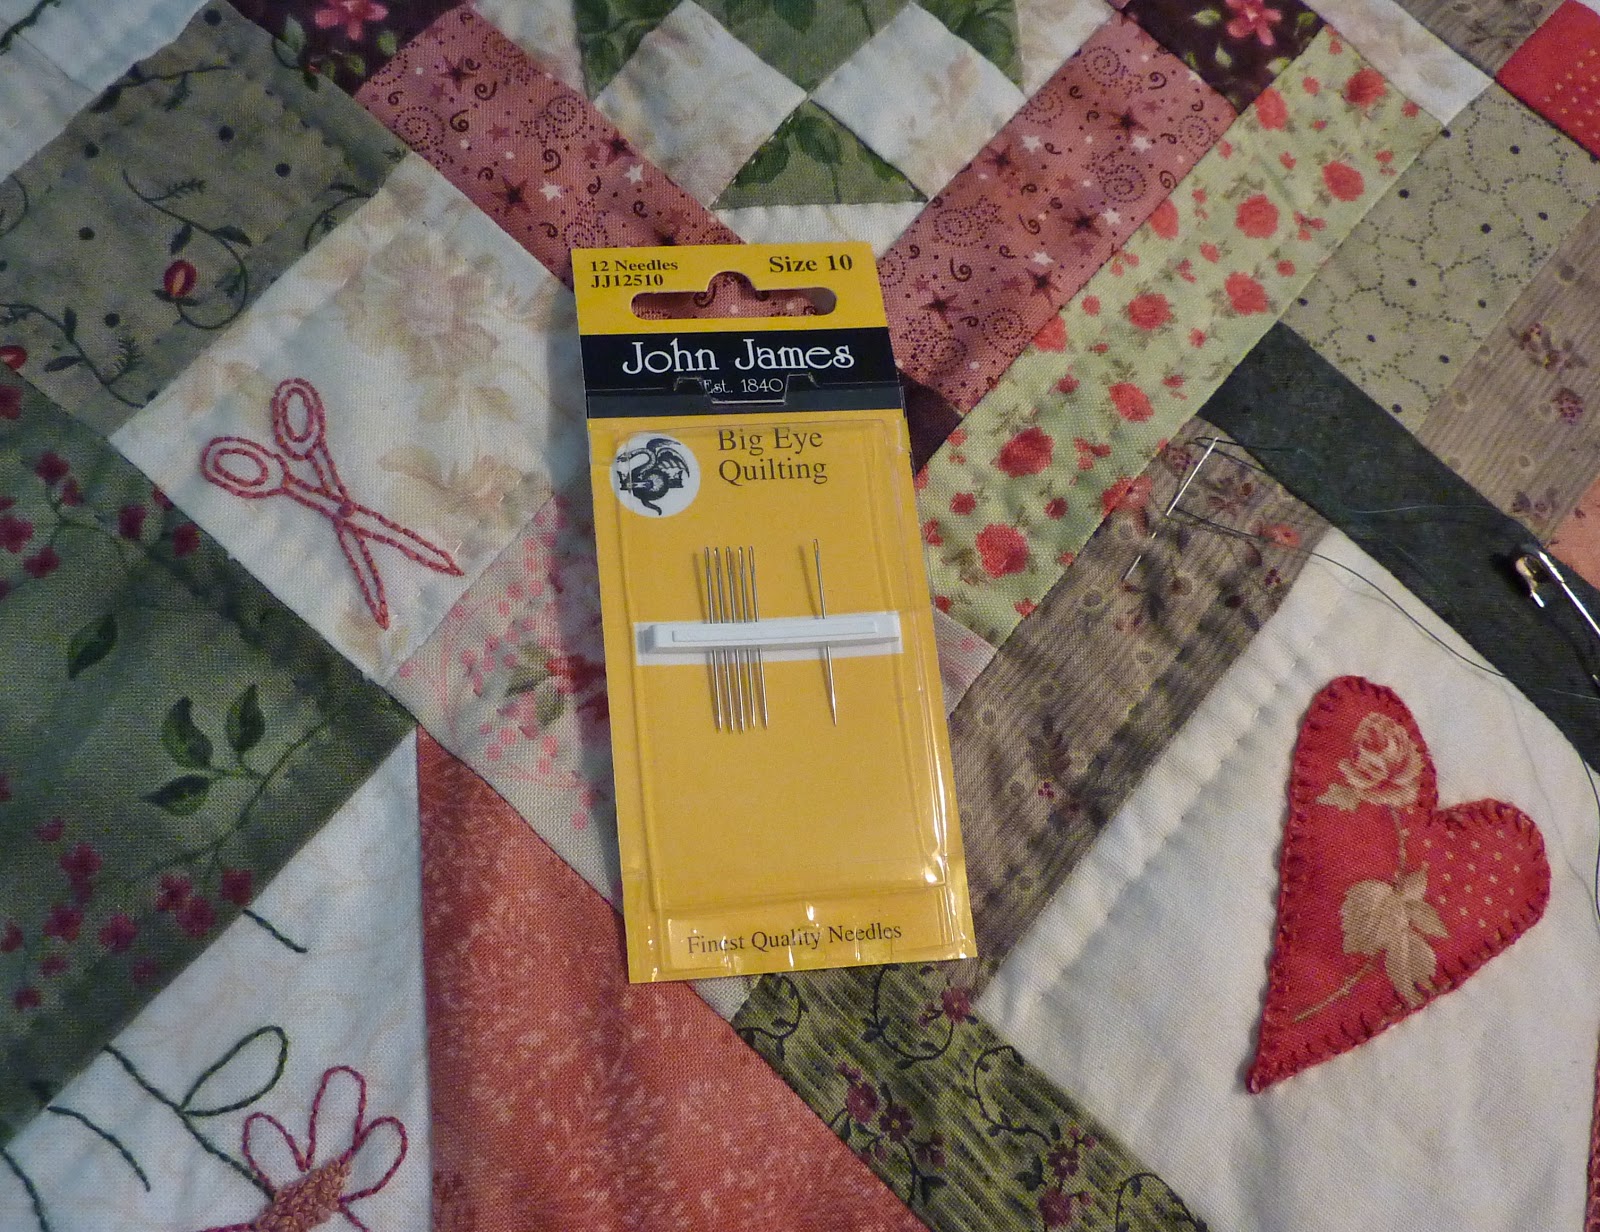 12 Needles
JJ12510
Size 10
John James
Est. 1840
Big Eye
Quilting
Finest Quality Needles